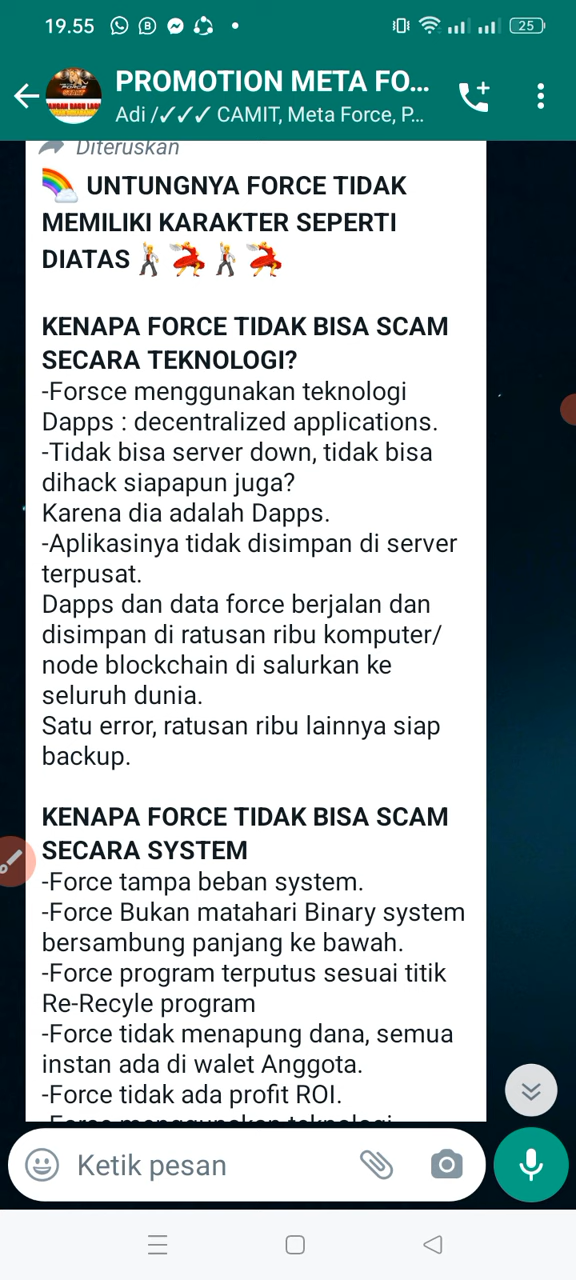 19.55
25
PROMOTION META FO...
Adi /✓✓✓ CAMIT, Meta Force, P...
Diteruskan
🌈 UNTUNGNYA FORCE TIDAK
MEMILIKI KARAKTER SEPERTI
DIATAS 🕺💃🕺💃
KENAPA FORCE TIDAK BISA SCAM
SECARA TEKNOLOGI?
-Forsce menggunakan teknologi
Dapps : decentralized applications.
-Tidak bisa server down, tidak bisa
dihack siapapun juga?
Karena dia adalah Dapps.
-Aplikasinya tidak disimpan di server
terpusat.
Dapps dan data force berjalan dan
disimpan di ratusan ribu komputer/
node blockchain di salurkan ke
seluruh dunia.
Satu error, ratusan ribu lainnya siap
backup.
KENAPA FORCE TIDAK BISA SCAM
SECARA SYSTEM
-Force tampa beban system.
-Force Bukan matahari Binary system
bersambung panjang ke bawah.
-Force program terputus sesuai titik
Re-Recyle program
-Force tidak menapung dana, semua
instan ada di walet Anggota.
-Force tidak ada profit ROI.
-Force menggunakan teknologi
Ketik pesan